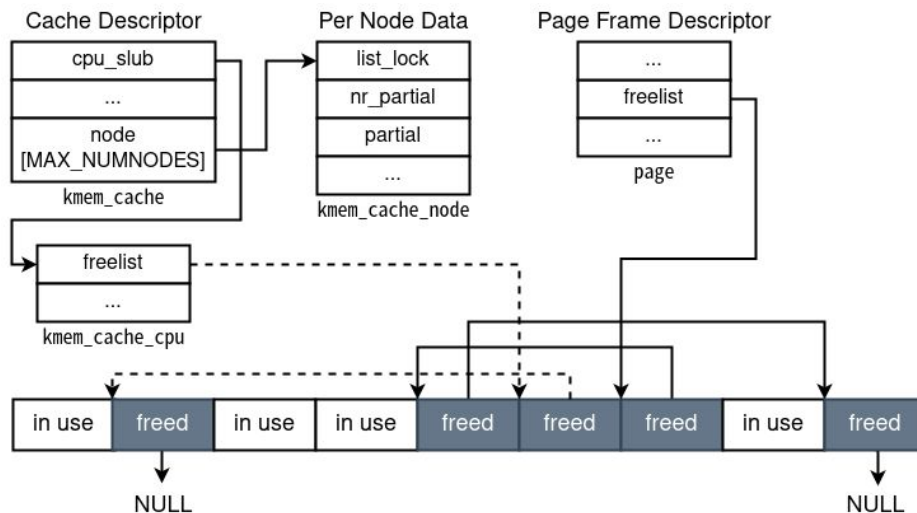 Cache Descriptor
cpu_slub
...
node
[MAX_NUMNODES]
kmem_cache
Per Node Data
list_lock
nr_partial
partial
...
kmem_cache_node
Page Frame Descriptor
...
freelist
...
page
freelist
...
kmem_cache_cpu
in use
freed
in use
in use
freed
freed
freed
in use
freed
NULL
NULL